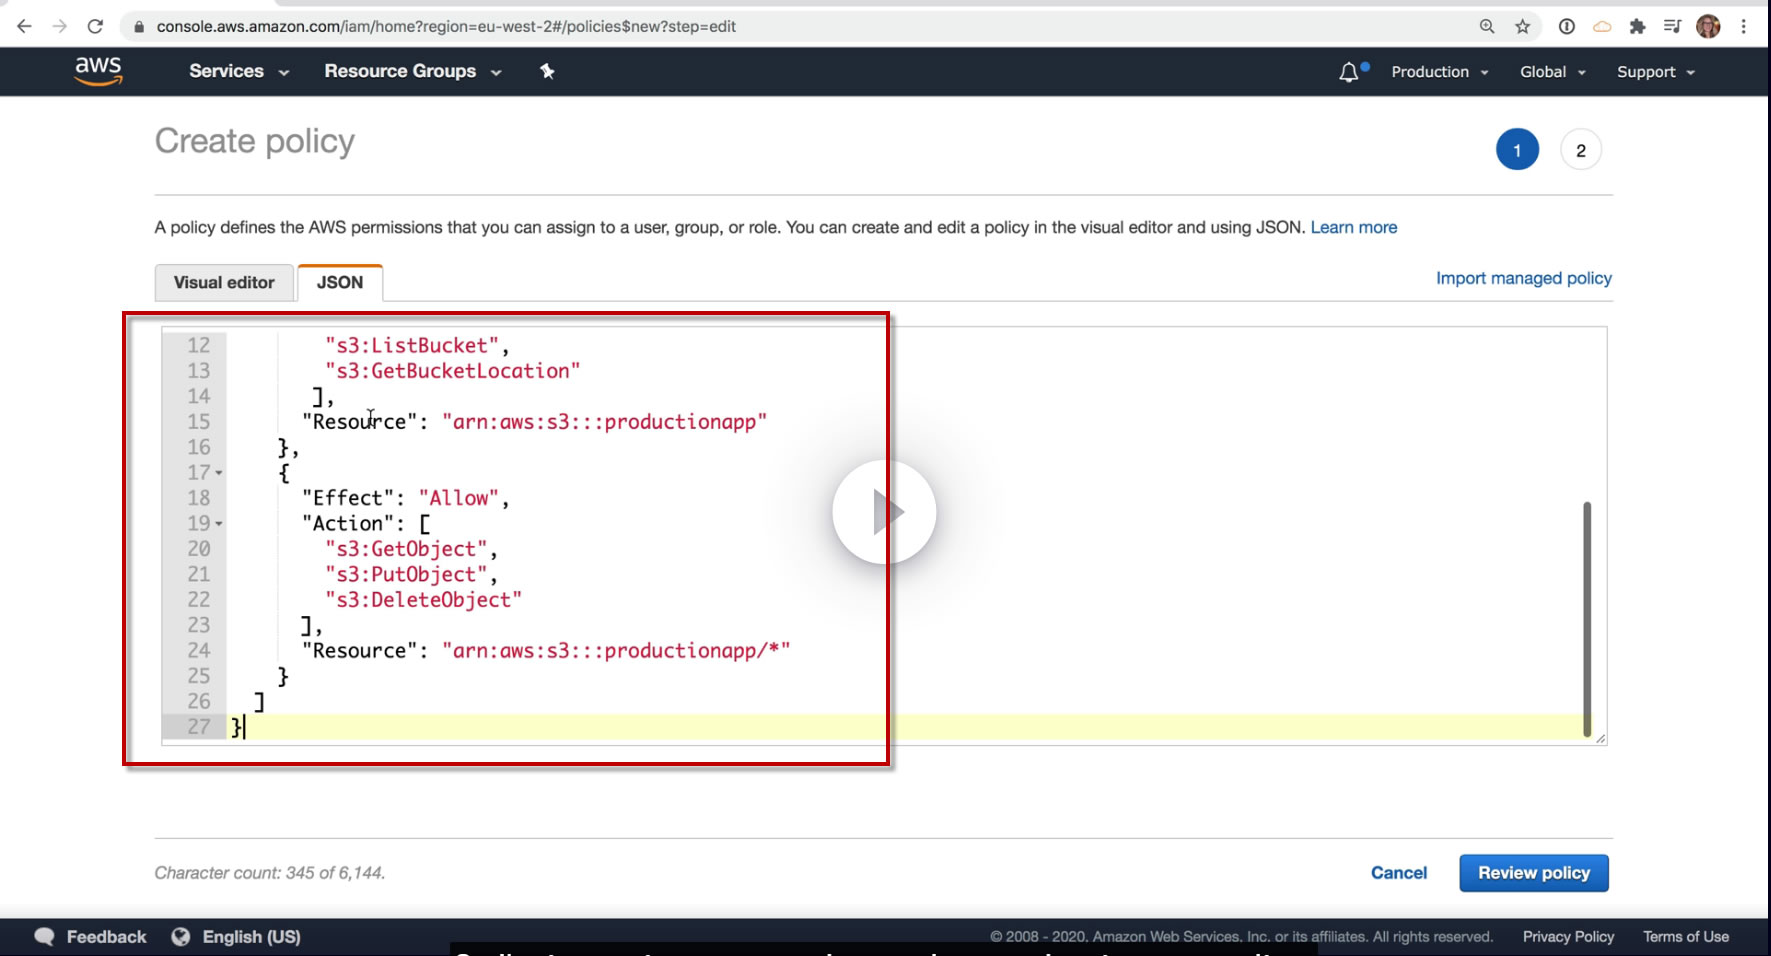 console.aws.amazon.com/iam/home?region=eu-west-2#/policies$new?step=edit
aws
Services
Resource Groups
Production
Global
Support
Create policy
1
2
A policy defines the AWS permissions that you can assign to a user, group, or role. You can create and edit a policy in the visual editor and using JSON. Learn more
Visual editor
JSON
Import managed policy
12 "s3:ListBucket",
13 "s3:GetBucketLocation"
14 ],
15 "Resource": "arn:aws:s3:::productionapp"
16 },
17 {
18 "Effect": "Allow",
19 "Action": [
20 "s3:GetObject",
21 "s3:PutObject",
22 "s3:DeleteObject"
23 ],
24 "Resource": "arn:aws:s3:::productionapp/*"
25 }
26 ]
27 }
Character count: 345 of 6,144.
Cancel
Review policy
Feedback
English (US)
© 2008 - 2020, Amazon Web Services, Inc. or its affiliates. All rights reserved.
Privacy Policy
Terms of Use